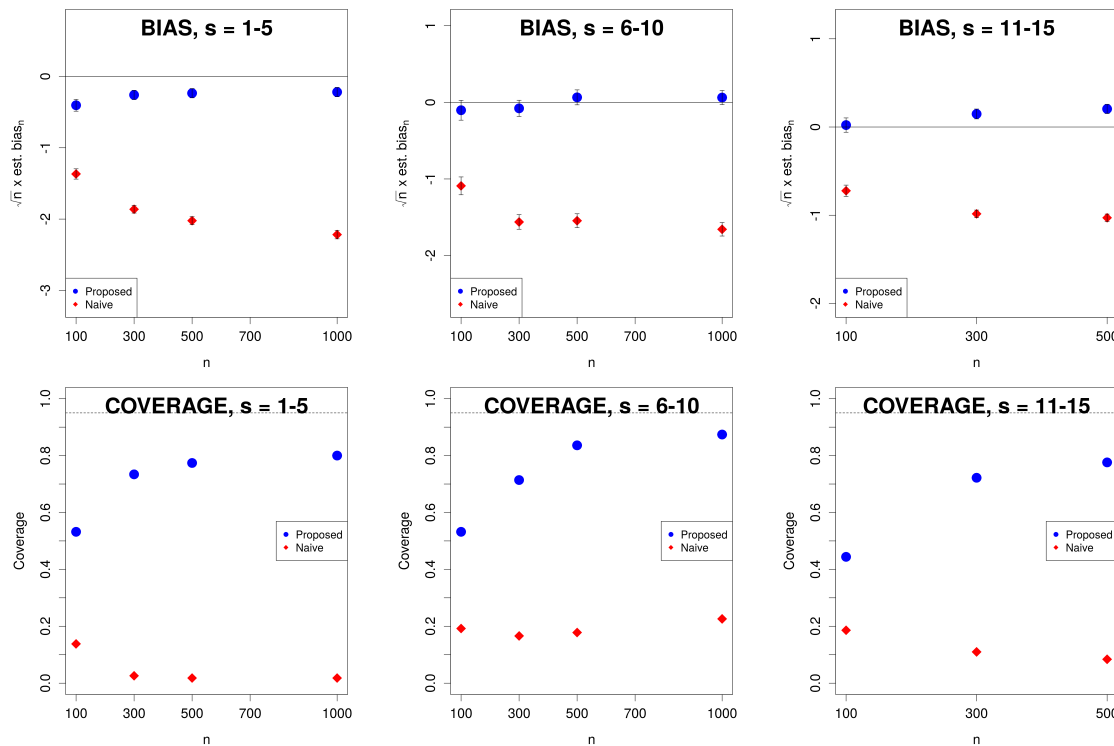 BIAS, s = 1-5
√n x est. biasn
0
-1
-2
-3
Proposed
Naive
100 300 500 700 1000
n
BIAS, s = 6-10
√n x est. biasn
1
0
-1
-2
Proposed
Naive
100 300 500 700 1000
n
BIAS, s = 11-15
√n x est. biasn
1
0
-1
-2
Proposed
Naive
100 300 500
n
COVERAGE, s = 1-5
Coverage
1.0
0.8
0.6
0.4
0.2
0.0
Proposed
Naive
100 300 500 700 1000
n
COVERAGE, s = 6-10
Coverage
1.0
0.8
0.6
0.4
0.2
0.0
Proposed
Naive
100 300 500 700 1000
n
COVERAGE, s = 11-15
Coverage
1.0
0.8
0.6
0.4
0.2
0.0
Proposed
Naive
100 300 500
n